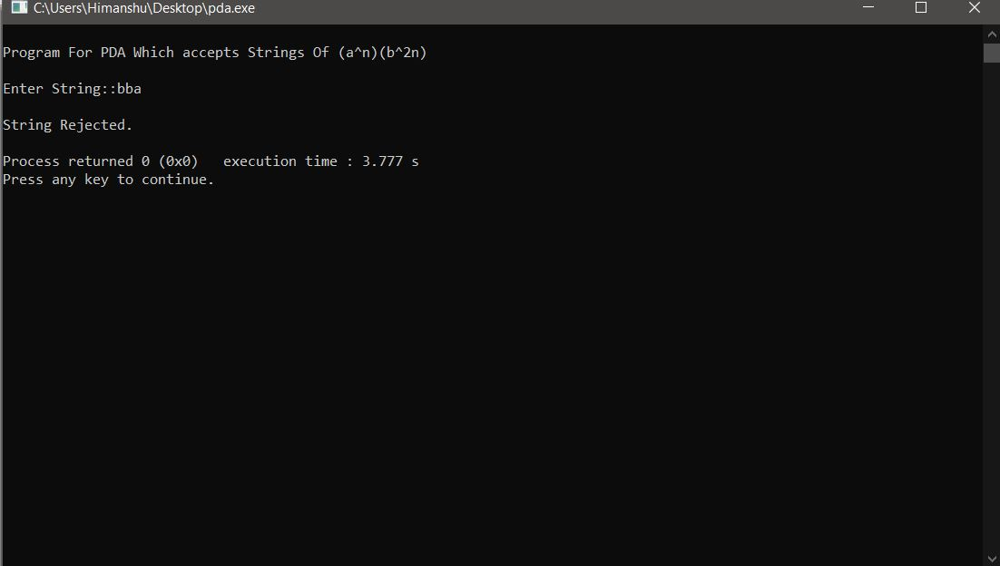 C:\Users\Himanshu\Desktop\pda.exe
Program For PDA Which accepts Strings Of (a^n)(b^2n)
Enter String::bba
String Rejected.
Process returned 0 (0x0)   execution time : 3.777 s
Press any key to continue.